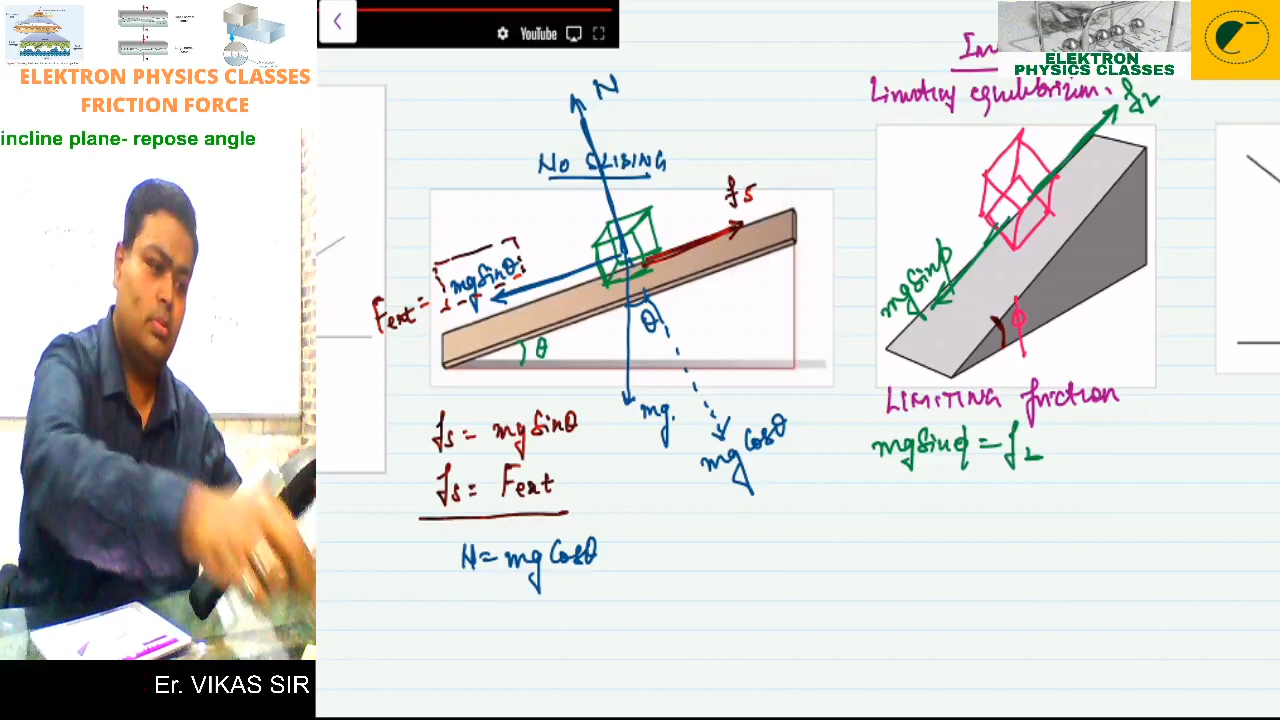 ELEKTRON PHYSICS CLASSES
FRICTION FORCE
incline plane- repose angle
YouTube
ELEKTRON
PHYSICS CLASSES
Limiting equilibrium.
N
NO SLIDING
fs
mg sinθ
Fext =
θ
θ
mg.
mg cosθ
fs = mg sinθ
fs = Fext
N = mg cosθ
fL
mg sinϕ
ϕ
LIMITING friction
mg sinϕ = fL
Er. VIKAS SIR